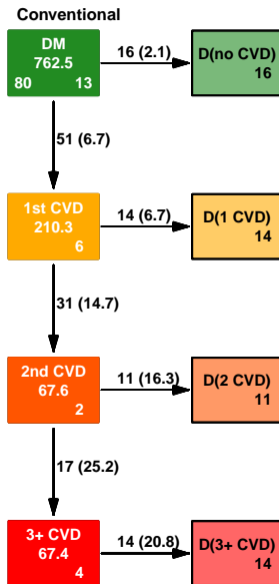 Conventional
DM
762.5
80 13
16 (2.1)
D(no CVD)
16
51 (6.7)
1st CVD
210.3
6
14 (6.7)
D(1 CVD)
14
31 (14.7)
2nd CVD
67.6
2
11 (16.3)
D(2 CVD)
11
17 (25.2)
3+ CVD
67.4
4
14 (20.8)
D(3+ CVD)
14